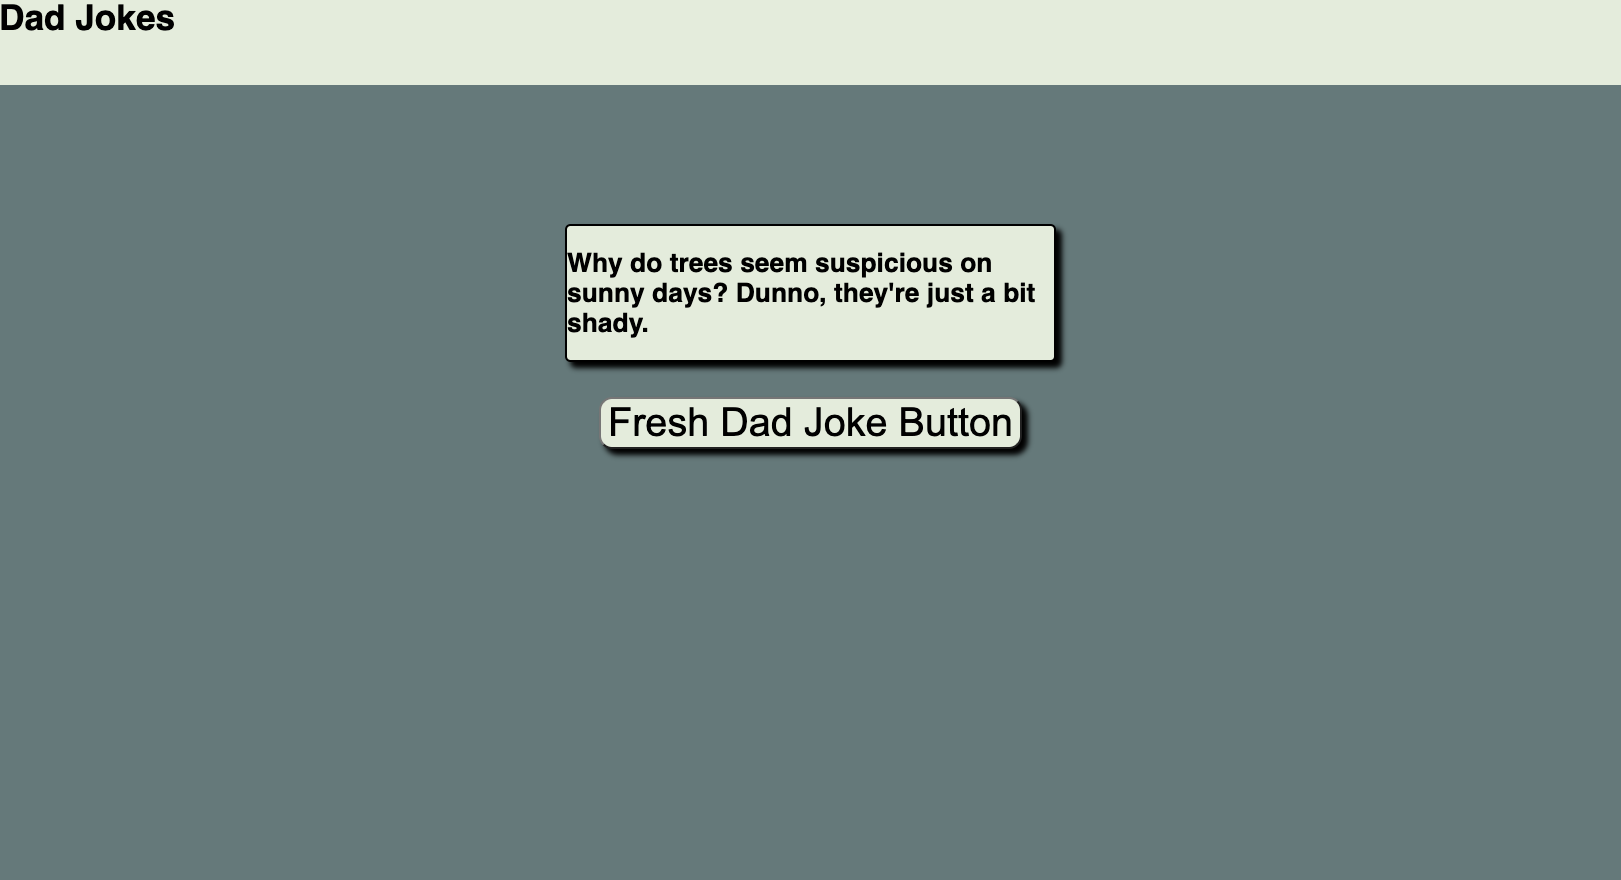 Dad Jokes
Why do trees seem suspicious on
sunny days? Dunno, they're just a bit
shady.
Fresh Dad Joke Button